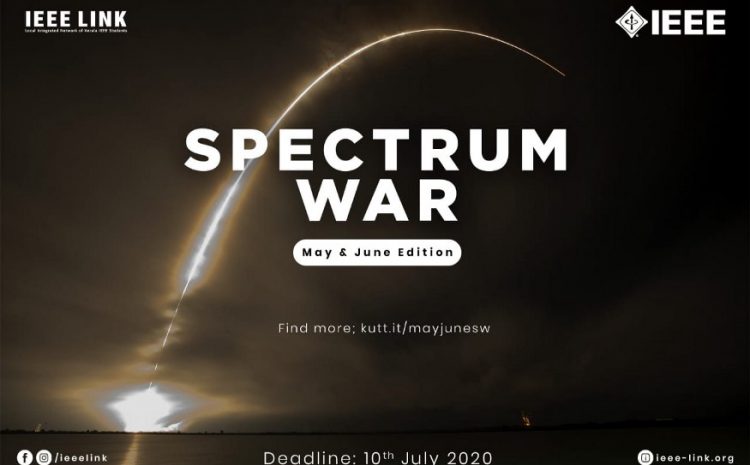 IEEE LINK
Local Integrated Network of Kerala IEEE Students
IEEE
SPECTRUM
WAR
May & June Edition
Find more; kutt.it/mayjunesw
/ieeelink
Deadline: 10th July 2020
ieee-link.org